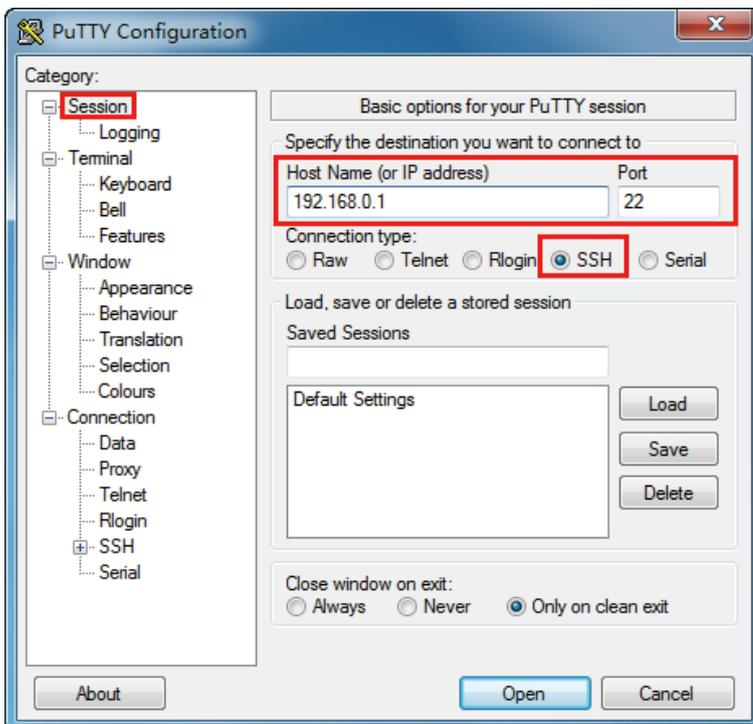 PuTTY Configuration
x
Category:
Session
Logging
Terminal
Keyboard
Bell
Features
Window
Appearance
Behaviour
Translation
Selection
Colours
Connection
Data
Proxy
Telnet
Rlogin
SSH
Serial
Basic options for your PuTTY session
Specify the destination you want to connect to
Host Name (or IP address) Port
192.168.0.1 22
Connection type:
Raw Telnet Rlogin SSH Serial
Load, save or delete a stored session
Saved Sessions
Default Settings
Load
Save
Delete
Close window on exit:
Always Never Only on clean exit
About Open Cancel